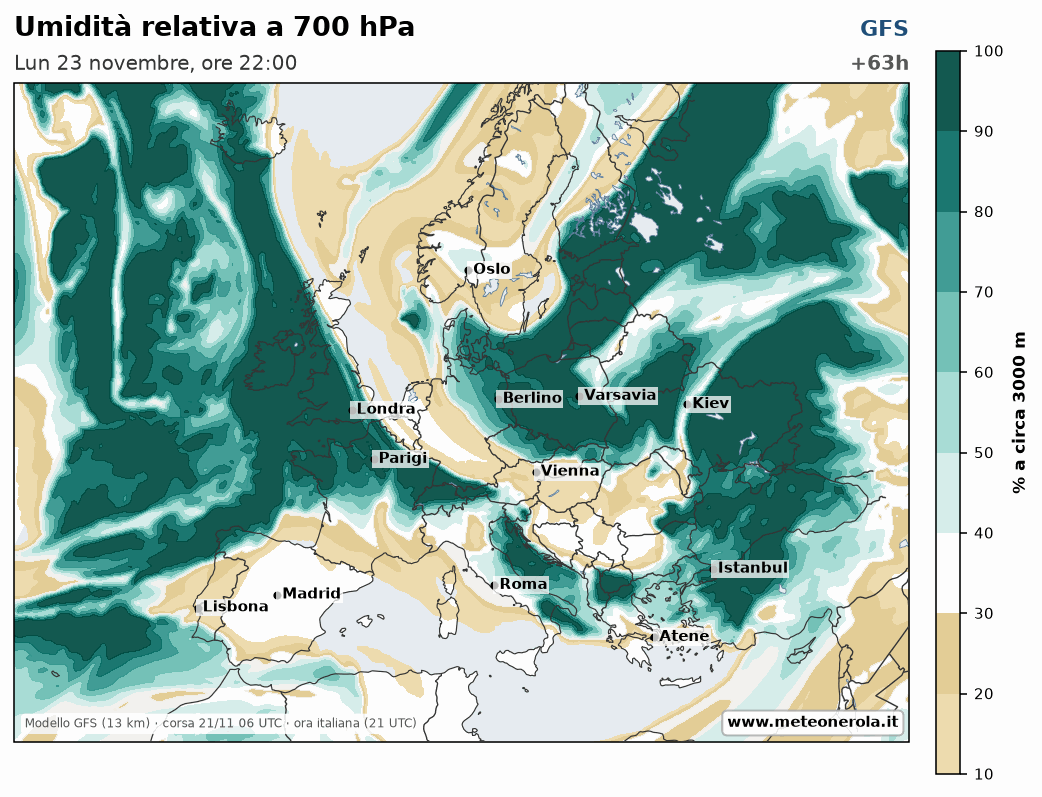 Umidità relativa a 700 hPa
GFS
Lun 23 novembre, ore 22:00
+63h
100
90
80
70
60
50
40
30
20
10
% a circa 3000 m
Oslo
Londra
Berlino
Varsavia
Kiev
Parigi
Vienna
Istanbul
Roma
Madrid
Lisbona
Atene
Modello GFS (13 km) · corsa 21/11 06 UTC · ora italiana (21 UTC)
www.meteonerola.it